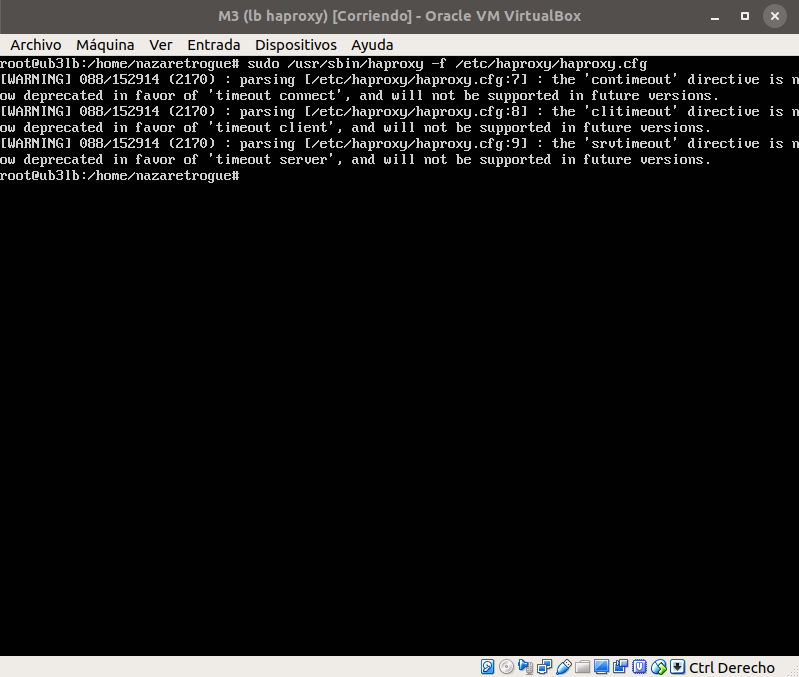 M3 (lb haproxy) [Corriendo] - Oracle VM VirtualBox
Archivo Máquina Ver Entrada Dispositivos Ayuda
root@ub3lb:/home/nazaretrogue# sudo /usr/sbin/haproxy -f /etc/haproxy/haproxy.cfg
[WARNING] 088/152914 (2170) : parsing [/etc/haproxy/haproxy.cfg:7] : the 'contimeout' directive is n
ow deprecated in favor of 'timeout connect', and will not be supported in future versions.
[WARNING] 088/152914 (2170) : parsing [/etc/haproxy/haproxy.cfg:8] : the 'clitimeout' directive is n
ow deprecated in favor of 'timeout client', and will not be supported in future versions.
[WARNING] 088/152914 (2170) : parsing [/etc/haproxy/haproxy.cfg:9] : the 'srvtimeout' directive is n
ow deprecated in favor of 'timeout server', and will not be supported in future versions.
root@ub3lb:/home/nazaretrogue#
Ctrl Derecho